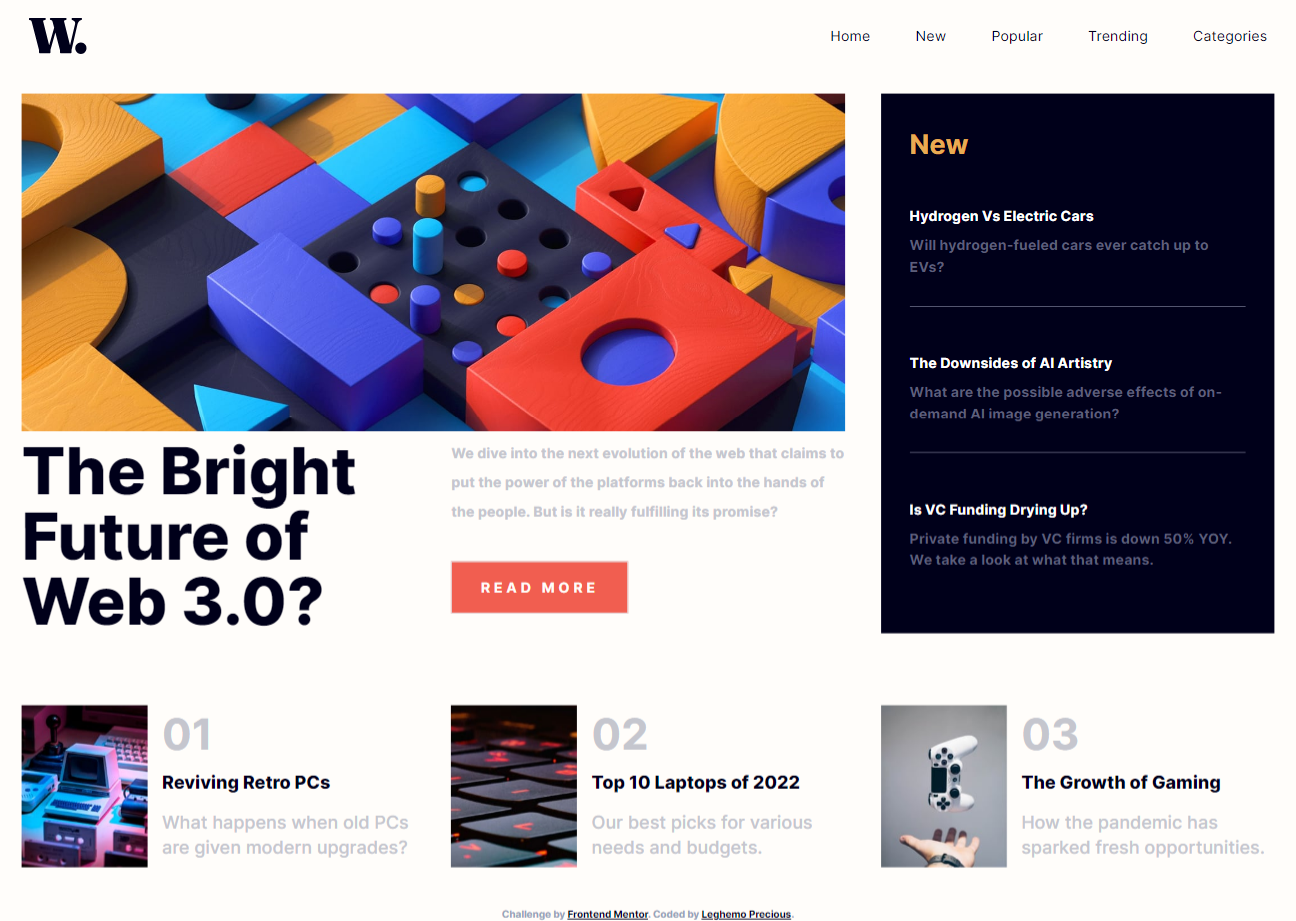 W.
Home New Popular Trending Categories
The Bright
Future of
Web 3.0?
We dive into the next evolution of the web that claims to
put the power of the platforms back into the hands of
the people. But is it really fulfilling its promise?
READ MORE
New
Hydrogen Vs Electric Cars
Will hydrogen-fueled cars ever catch up to
EVs?
The Downsides of AI Artistry
What are the possible adverse effects of on-
demand AI image generation?
Is VC Funding Drying Up?
Private funding by VC firms is down 50% YOY.
We take a look at what that means.
01
Reviving Retro PCs
What happens when old PCs
are given modern upgrades?
02
Top 10 Laptops of 2022
Our best picks for various
needs and budgets.
03
The Growth of Gaming
How the pandemic has
sparked fresh opportunities.
Challenge by Frontend Mentor. Coded by Leghemo Precious.